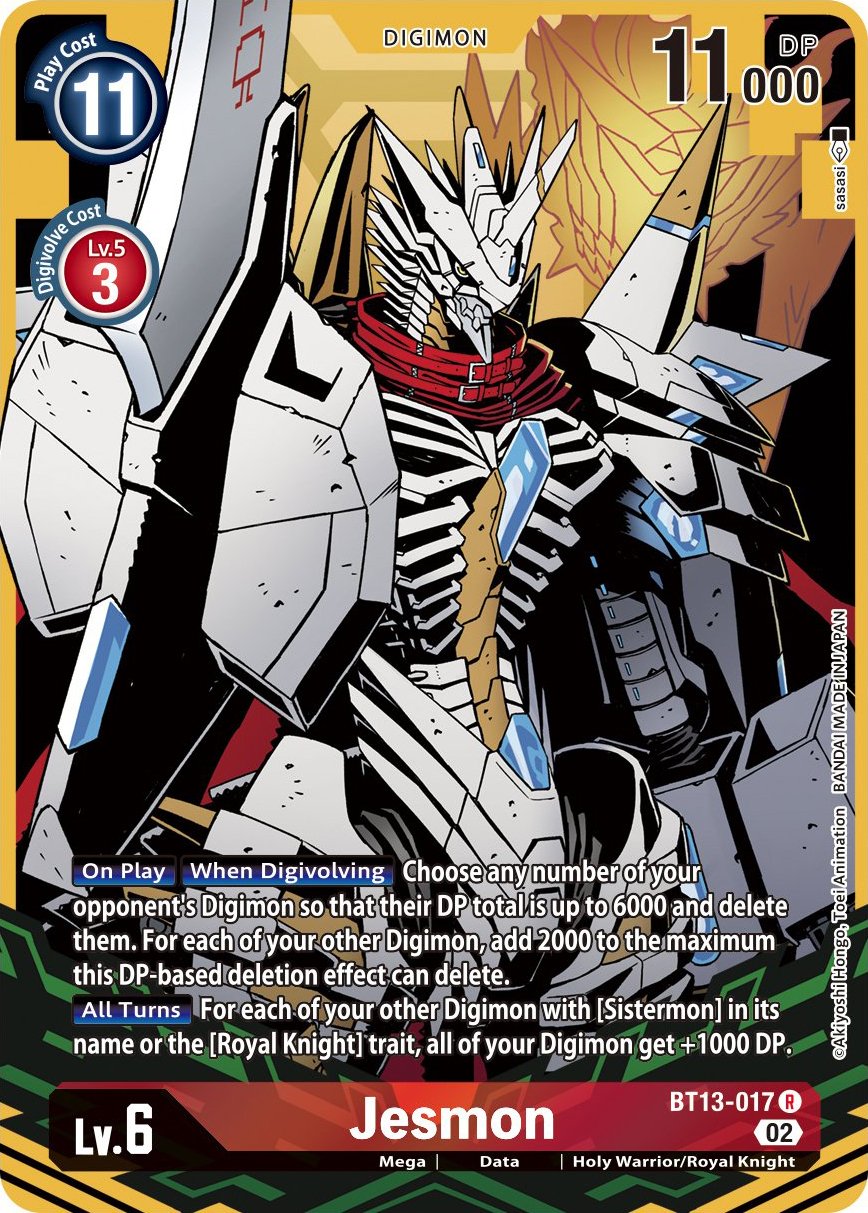 DIGIMON
Play Cost
11
11000
DP
Digivolve Cost
Lv.5
3
sasasi
On Play When Digivolving Choose any number of your
opponent's Digimon so that their DP total is up to 6000 and delete
them. For each of your other Digimon, add 2000 to the maximum
this DP-based deletion effect can delete.
All Turns For each of your other Digimon with [Sistermon] in its
name or the [Royal Knight] trait, all of your Digimon get +1000 DP.
©Akiyoshi Hongo, Toei Animation BANDAI MADE IN JAPAN
Lv.6
Jesmon
BT13-017 R
02
Mega | Data | Holy Warrior/Royal Knight